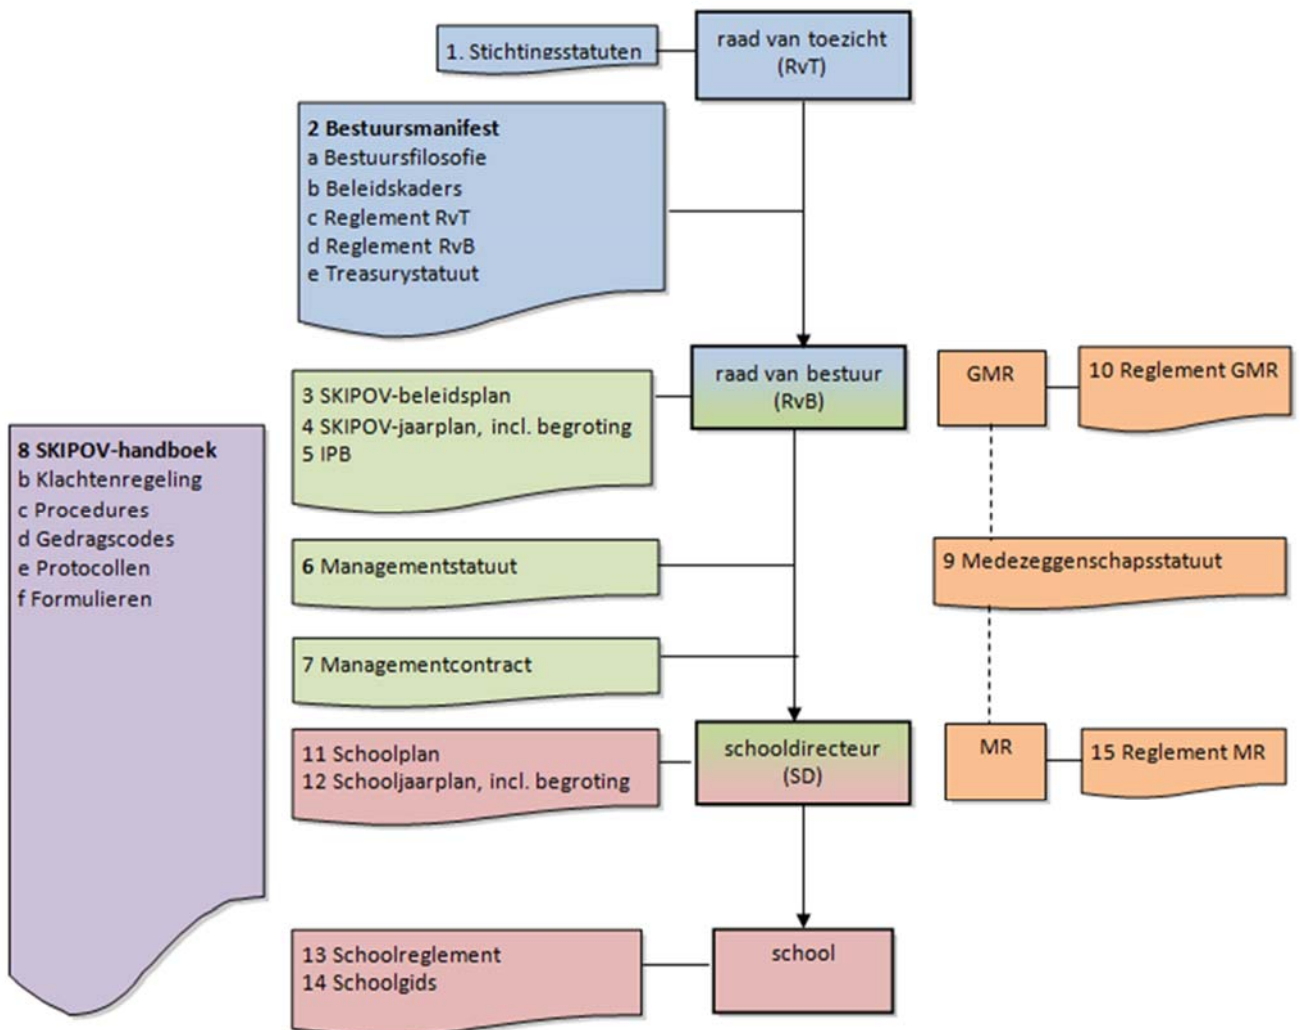 1. Stichtingsstatuten
raad van toezicht
(RvT)
2 Bestuursmanifest
a Bestuursfilosofie
b Beleidskaders
c Reglement RvT
d Reglement RvB
e Treasurystatuut
raad van bestuur
(RvB)
GMR
10 Reglement GMR
3 SKIPOV-beleidsplan
4 SKIPOV-jaarplan, incl. begroting
5 IPB
8 SKIPOV-handboek
b Klachtenregeling
c Procedures
d Gedragscodes
e Protocollen
f Formulieren
6 Managementstatuut
9 Medezeggenschapsstatuut
7 Managementcontract
11 Schoolplan
12 Schooljaarplan, incl. begroting
schooldirecteur
(SD)
MR
15 Reglement MR
13 Schoolreglement
14 Schoolgids
school